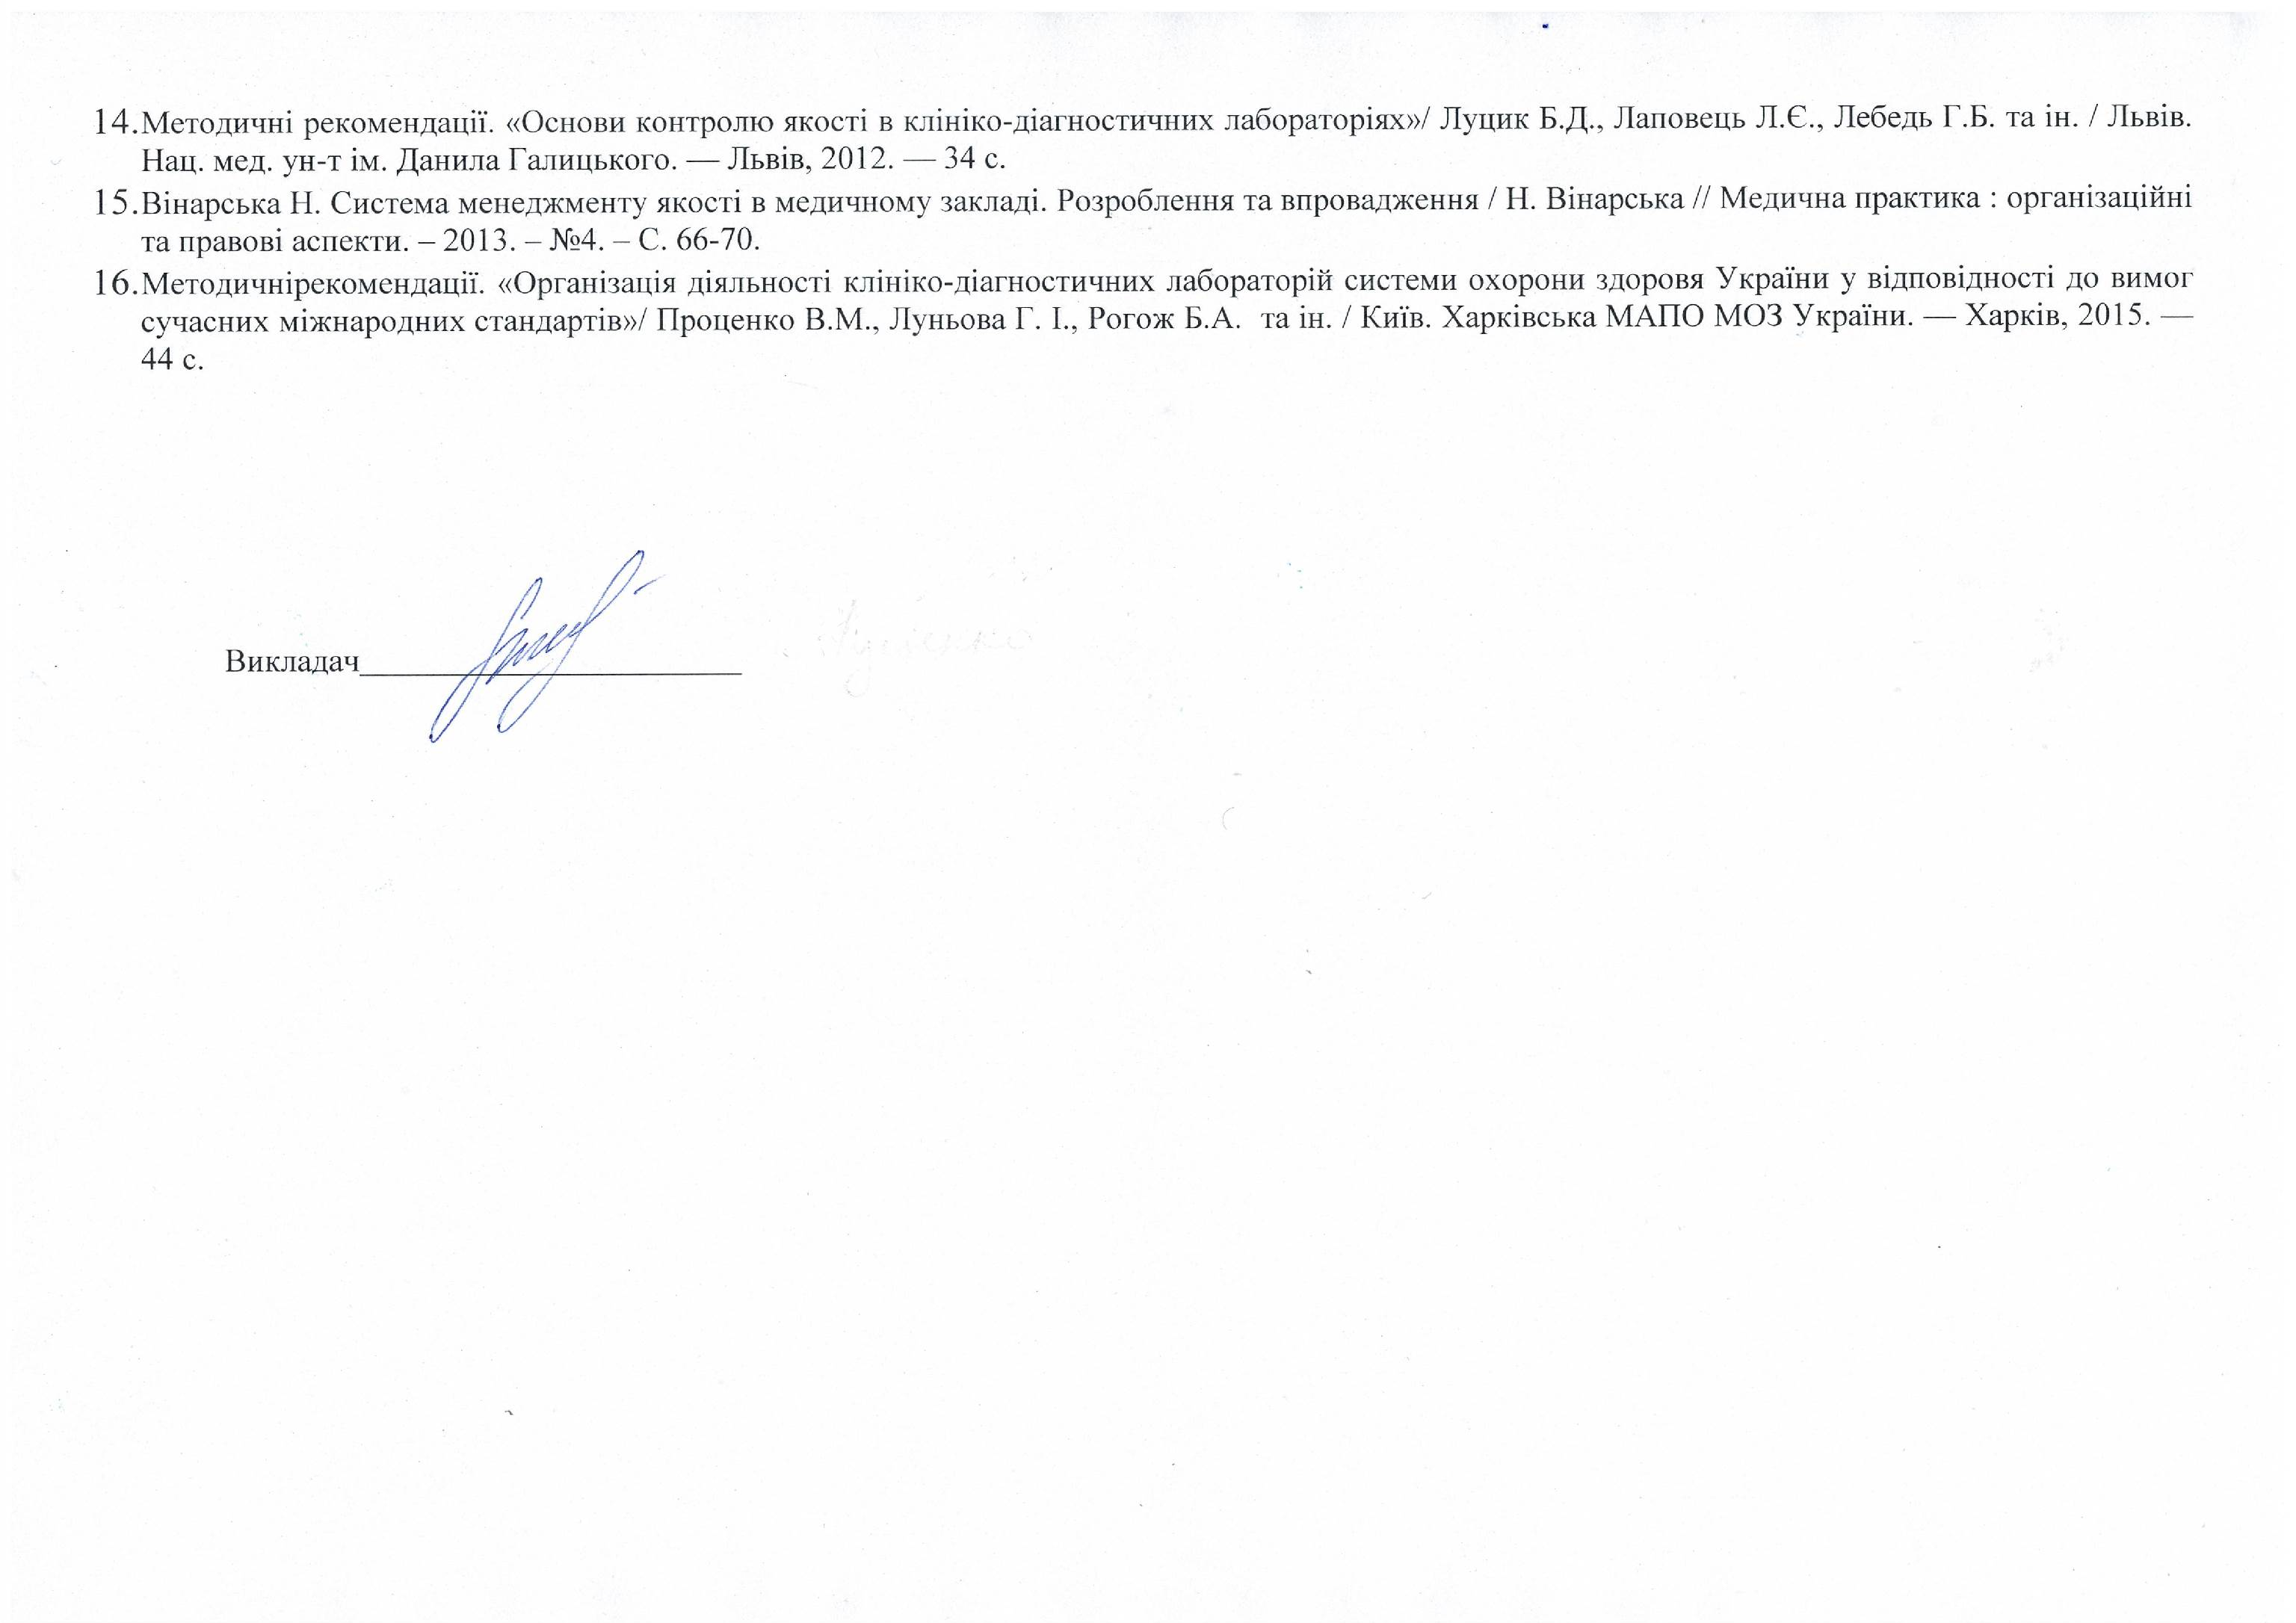 14.Методичні рекомендації. «Основи контролю якості в клініко-діагностичних лабораторіях»/ Луцик Б.Д., Лаповець Л.Є., Лебедь Г.Б. та ін. / Львів.
Нац. мед. ун-т ім. Данила Галицького. — Львів, 2012. — 34 с.
15.Вінарська Н. Система менеджменту якості в медичному закладі. Розроблення та впровадження / Н. Вінарська // Медична практика : організаційні
та правові аспекти. – 2013. – №4. – С. 66-70.
16.Методичнірекомендації. «Організація діяльності клініко-діагностичних лабораторій системи охорони здоровя України у відповідності до вимог
сучасних міжнародних стандартів»/ Проценко В.М., Луньова Г. І., Рогож Б.А.  та ін. / Київ. Харківська МАПО МОЗ України. — Харків, 2015. —
44 с.
Викладач